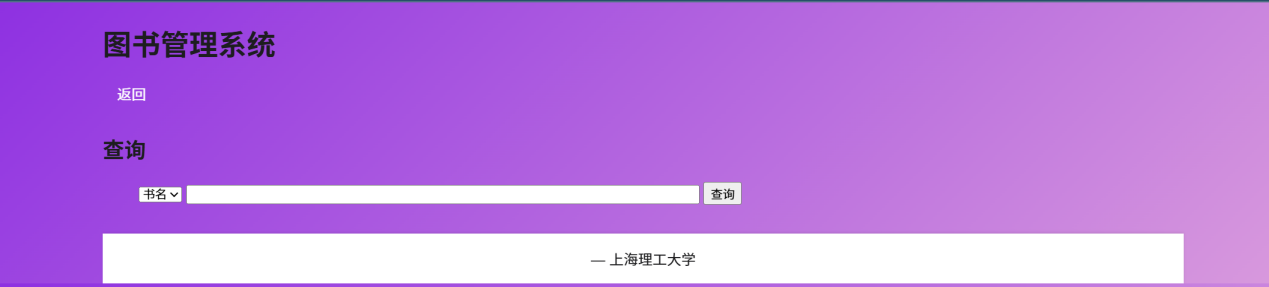 图书管理系统
返回
查询
书名 查询
— 上海理工大学